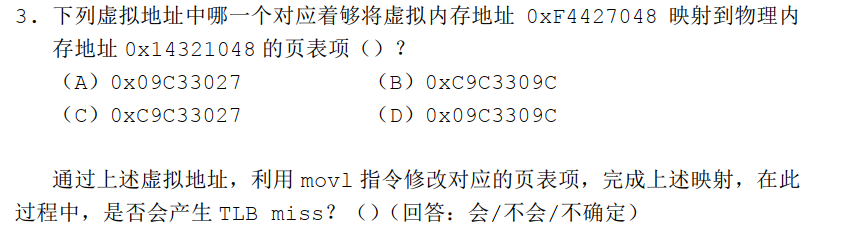 3. 下列虚拟地址中哪一个对应着够将虚拟内存地址 0xF4427048 映射到物理内
存地址 0x14321048 的页表项（）？
（A）0x09C33027 （B）0xC9C3309C
（C）0xC9C33027 （D）0x09C3309C
通过上述虚拟地址，利用 movl 指令修改对应的页表项，完成上述映射，在此
过程中，是否会产生 TLB miss？（）（回答：会/不会/不确定）